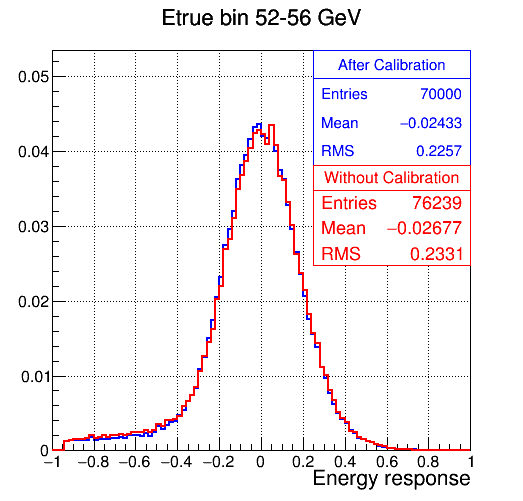 Etrue bin 52-56 GeV
After Calibration
Entries 70000
Mean −0.02433
RMS 0.2257
Without Calibration
Entries 76239
Mean −0.02677
RMS 0.2331
0.05
0.04
0.03
0.02
0.01
0
−1 −0.8 −0.6 −0.4 −0.2 0 0.2 0.4 0.6 0.8 1
Energy response